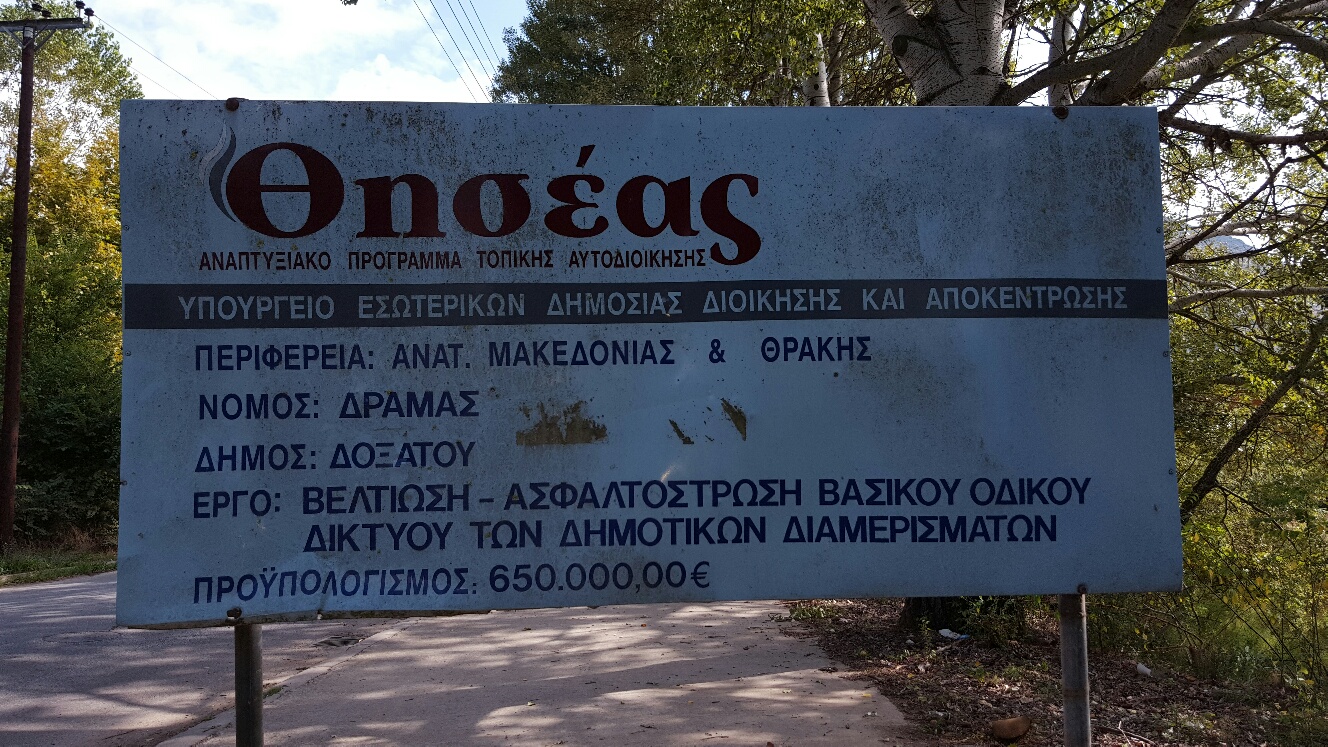 Θησέας
ΑΝΑΠΤΥΞΙΑΚΟ ΠΡΟΓΡΑΜΜΑ ΤΟΠΙΚΗΣ ΑΥΤΟΔΙΟΙΚΗΣΗΣ
ΥΠΟΥΡΓΕΙΟ ΕΣΩΤΕΡΙΚΩΝ ΔΗΜΟΣΙΑΣ ΔΙΟΙΚΗΣΗΣ ΚΑΙ ΑΠΟΚΕΝΤΡΩΣΗΣ
ΠΕΡΙΦΕΡΕΙΑ: ΑΝΑΤ. ΜΑΚΕΔΟΝΙΑΣ & ΘΡΑΚΗΣ
ΝΟΜΟΣ: ΔΡΑΜΑΣ
ΔΗΜΟΣ: ΔΟΞΑΤΟΥ
ΕΡΓΟ: ΒΕΛΤΙΩΣΗ – ΑΣΦΑΛΤΟΣΤΡΩΣΗ ΒΑΣΙΚΟΥ ΟΔΙΚΟΥ
ΔΙΚΤΥΟΥ ΤΩΝ ΔΗΜΟΤΙΚΩΝ ΔΙΑΜΕΡΙΣΜΑΤΩΝ
ΠΡΟΫΠΟΛΟΓΙΣΜΟΣ: 650.000,00€